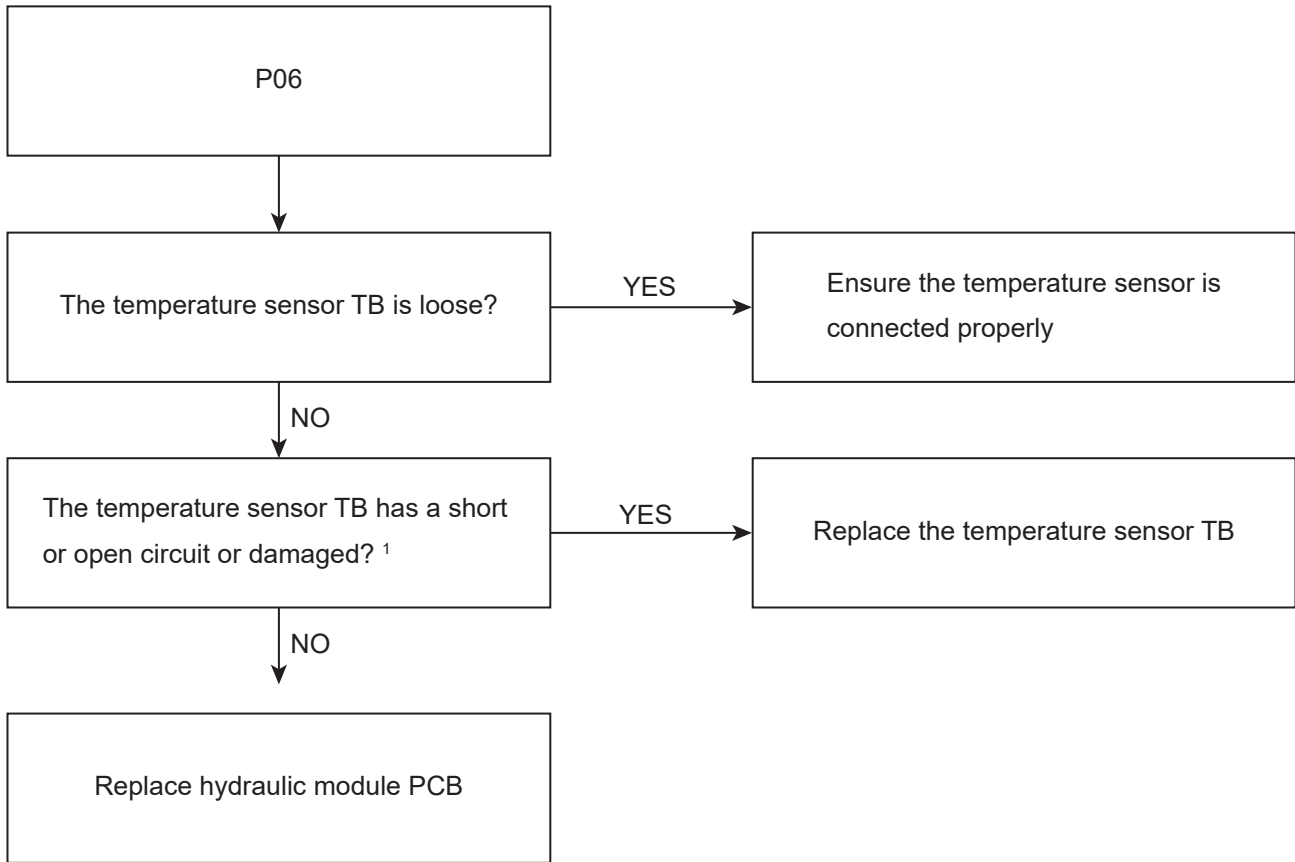 P06
The temperature sensor TB is loose?
YES
Ensure the temperature sensor is
connected properly
NO
The temperature sensor TB has a short
or open circuit or damaged? ¹
YES
Replace the temperature sensor TB
NO
Replace hydraulic module PCB